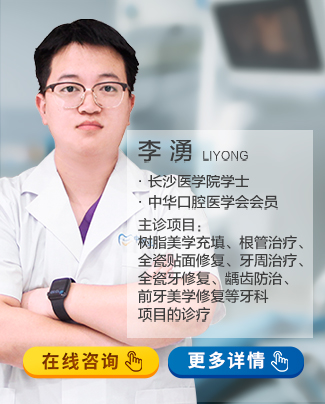 李湧 LIYONG
· 长沙医学院学士
· 中华口腔医学会会员
主诊项目：
树脂美学充填、根管治疗、
全瓷贴面修复、牙周治疗、
全瓷牙修复、龋齿防治、
前牙美学修复等牙科
项目的诊疗
在线咨询
更多详情